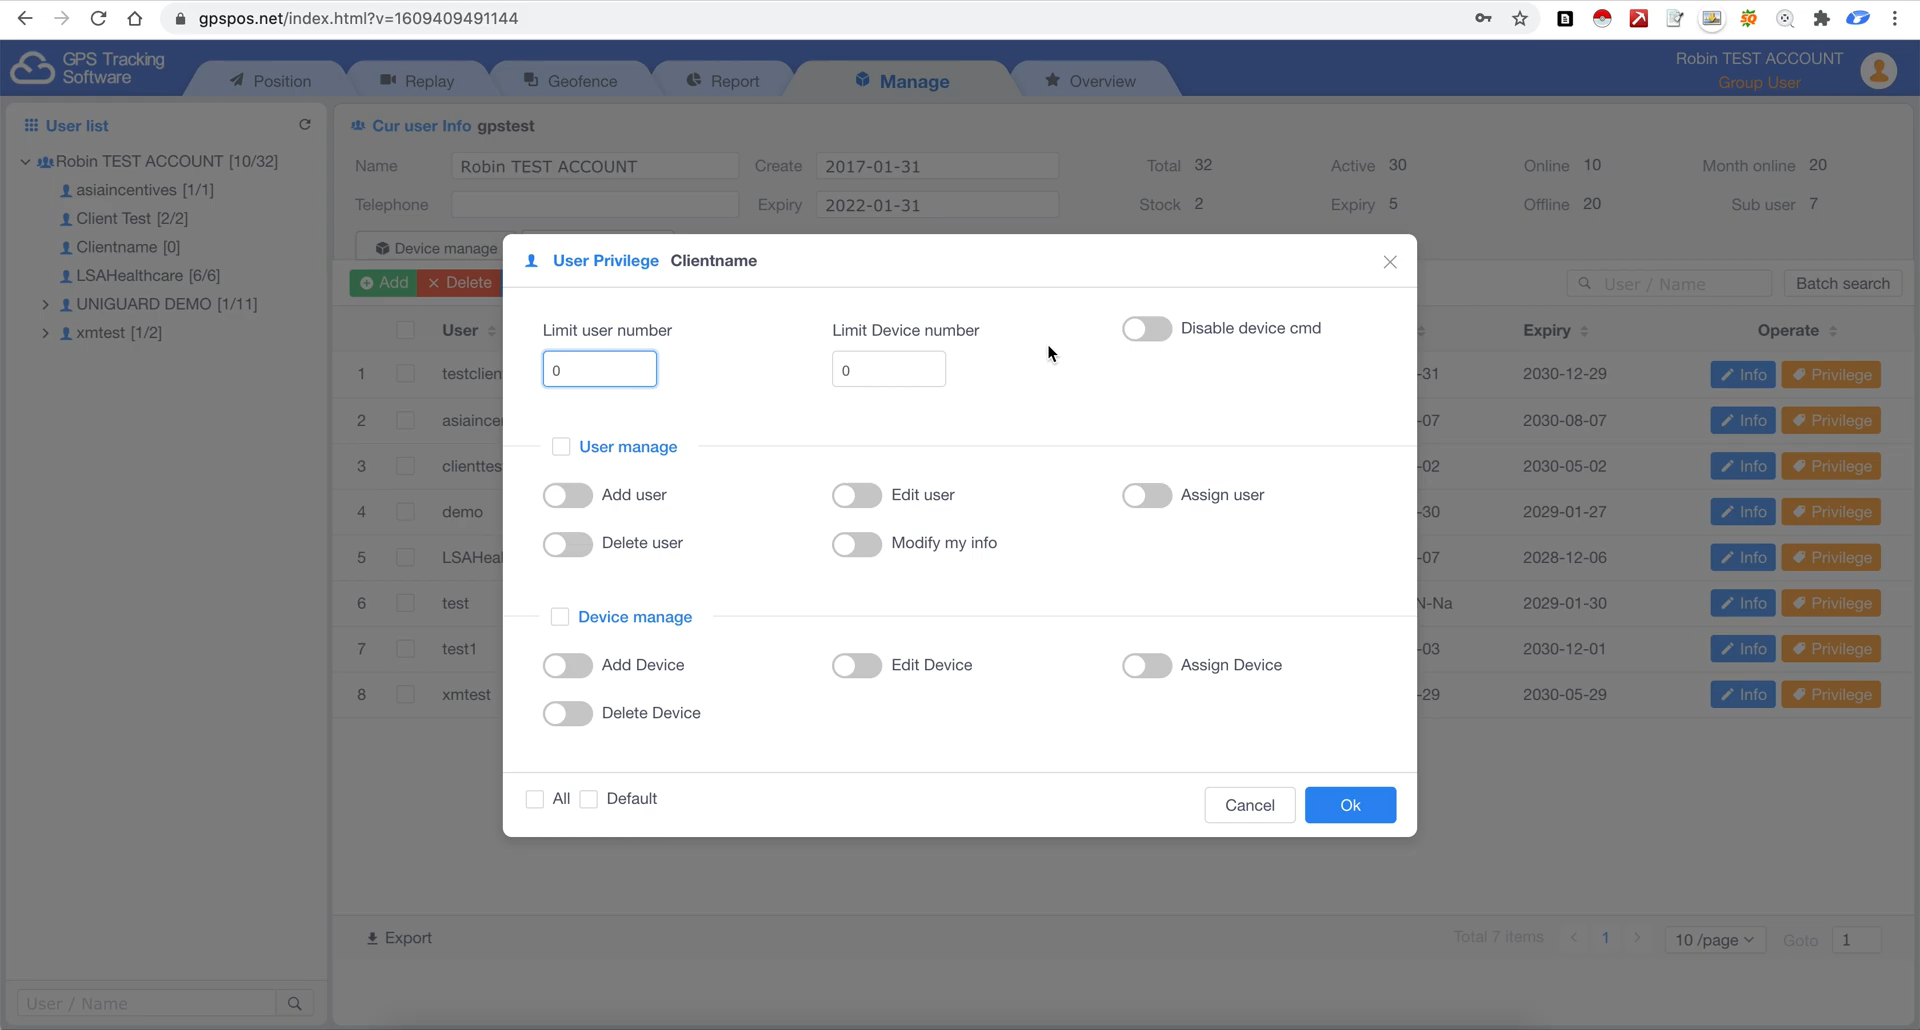 gpspos.net/index.html?v=1609409491144
GPS Tracking
Software
Position
Replay
Geofence
Report
Manage
Overview
Robin TEST ACCOUNT
Group User
User list
Robin TEST ACCOUNT [10/32]
asiaincentives [1/1]
Client Test [2/2]
Clientname [0]
LSAHealthcare [6/6]
UNIGUARD DEMO [1/11]
xmtest [1/2]
User / Name
Cur user Info gpstest
Name Robin TEST ACCOUNT Create 2017-01-31 Total 32 Active 30 Online 10 Month online 20
Telephone Expiry 2022-01-31 Stock 2 Expiry 5 Offline 20 Sub user 7
Device manage
Add Delete User / Name Batch search
User Expiry Operate
1 testclien -31 2030-12-29 Info Privilege
2 asiaince -07 2030-08-07 Info Privilege
3 clienttes -02 2030-05-02 Info Privilege
4 demo -30 2029-01-27 Info Privilege
5 LSAHeal -07 2028-12-06 Info Privilege
6 test N-Na 2029-01-30 Info Privilege
7 test1 -03 2030-12-01 Info Privilege
8 xmtest -29 2030-05-29 Info Privilege
Export Total 7 items 1 10 /page Goto 1
User Privilege Clientname
Limit user number Limit Device number Disable device cmd
0 0
User manage
Add user Edit user Assign user
Delete user Modify my info
Device manage
Add Device Edit Device Assign Device
Delete Device
All Default Cancel Ok